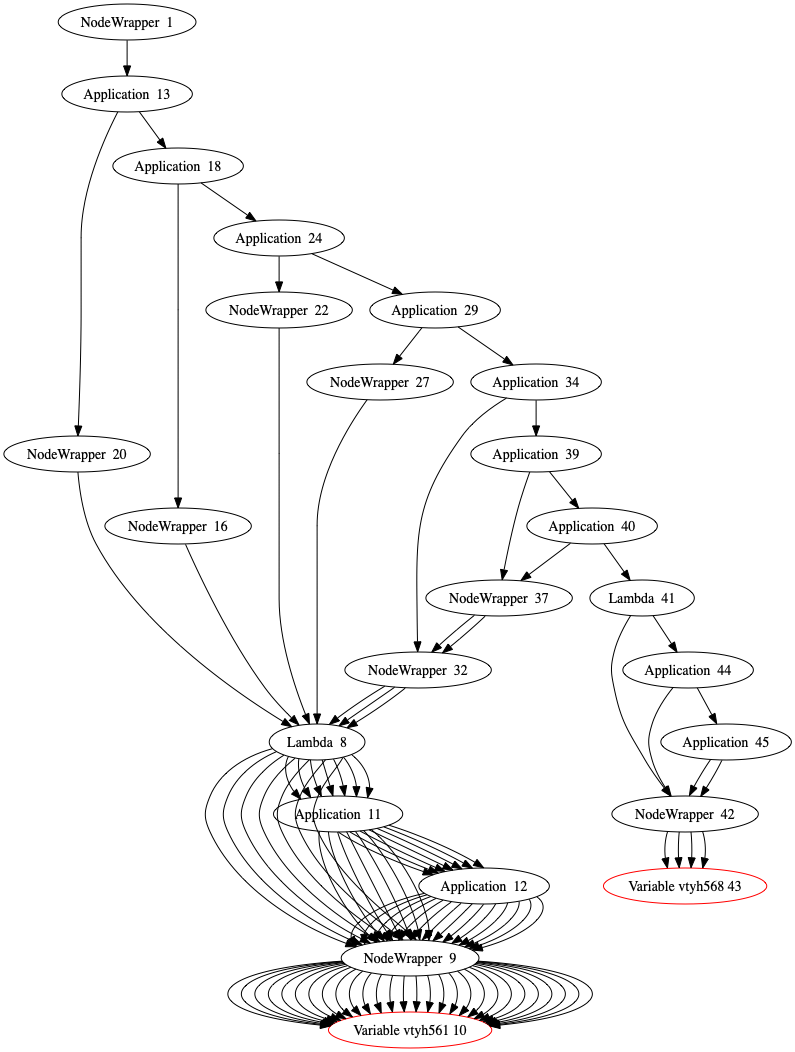 NodeWrapper 1
Application 13
Application 18
Application 24
NodeWrapper 22
Application 29
NodeWrapper 27
Application 34
NodeWrapper 20
Application 39
NodeWrapper 16
Application 40
NodeWrapper 37
Lambda 41
NodeWrapper 32
Application 44
Lambda 8
Application 45
Application 11
NodeWrapper 42
Application 12
Variable vtyh568 43
NodeWrapper 9
Variable vtyh561 10